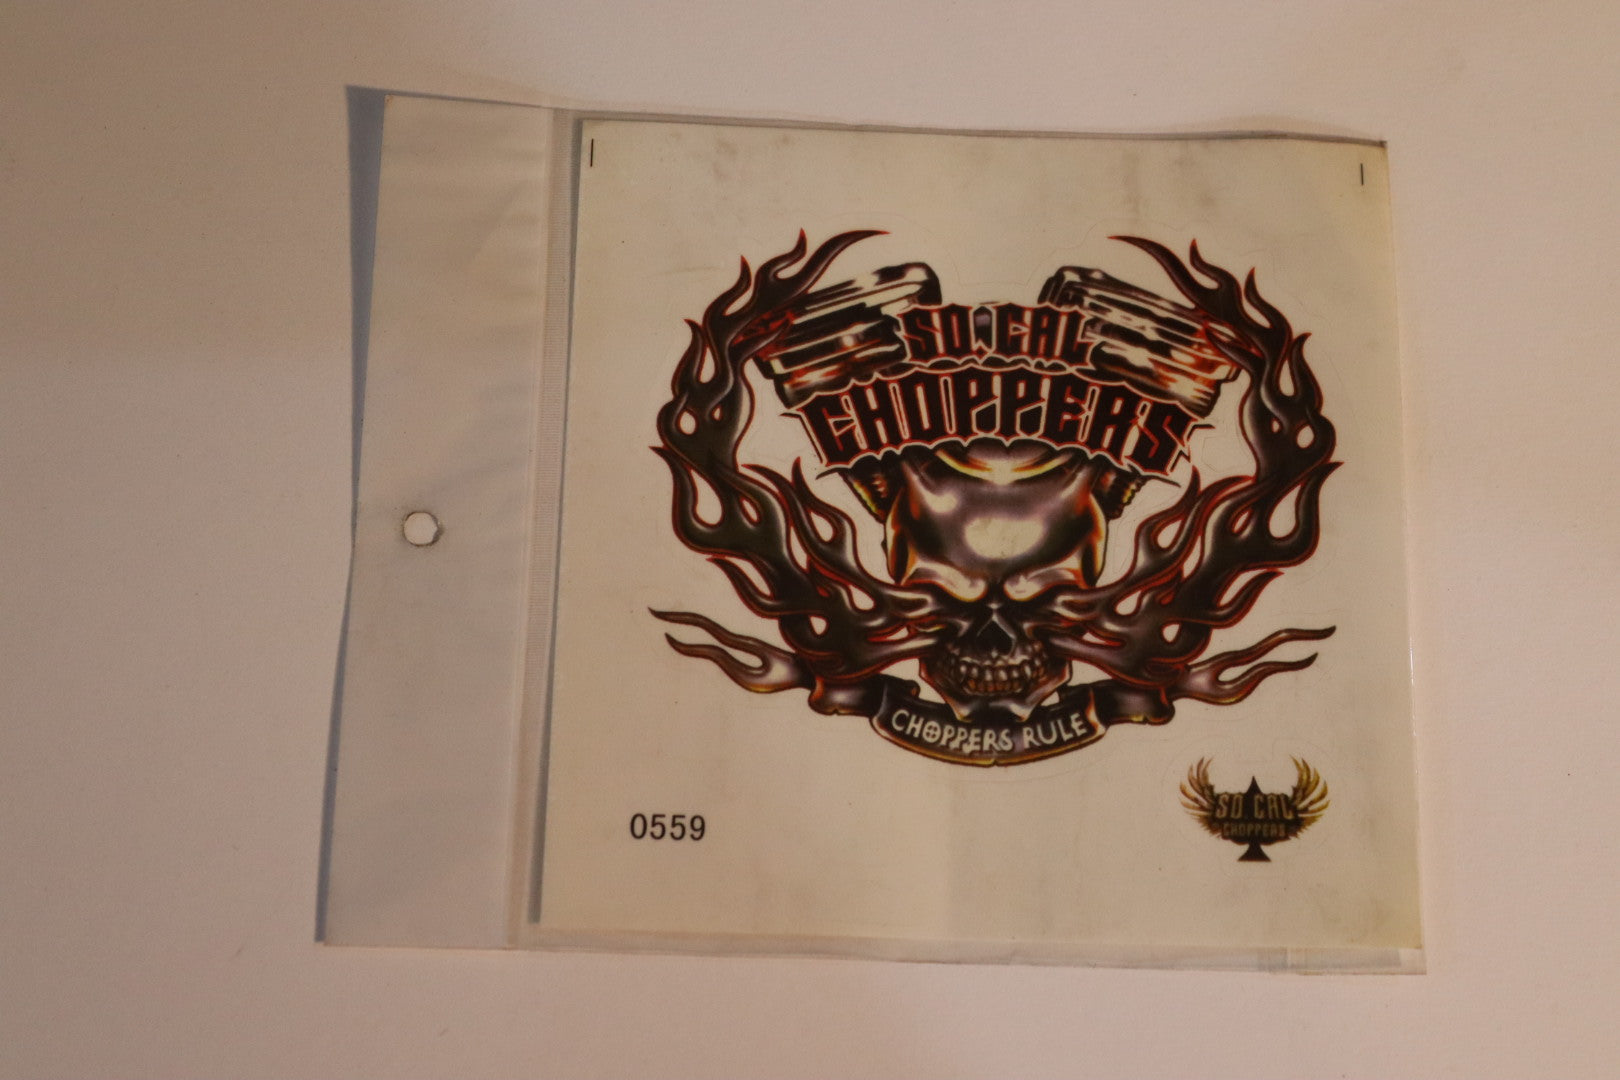 SO. CAL
CHOPPERS
CHOPPERS RULE
0559
SO. CAL
CHOPPERS